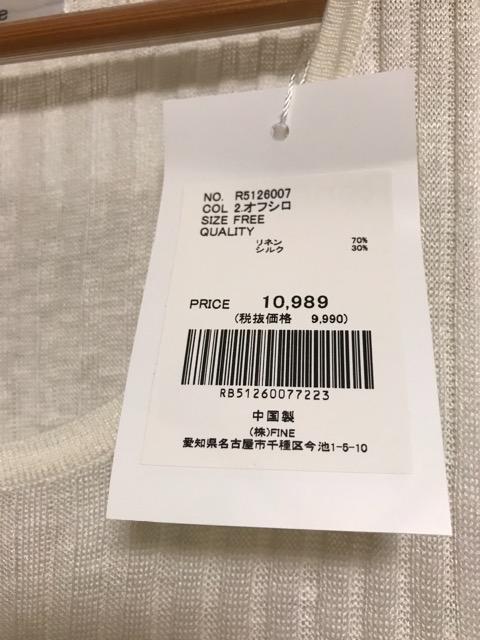 NO. R5126007
COL 2.オフシロ
SIZE FREE
QUALITY
リネン 70%
シルク 30%
PRICE 10,989
(税抜価格 9,990)
RB51260077223
中国製
(株)FINE
愛知県名古屋市千種区今池1-5-10